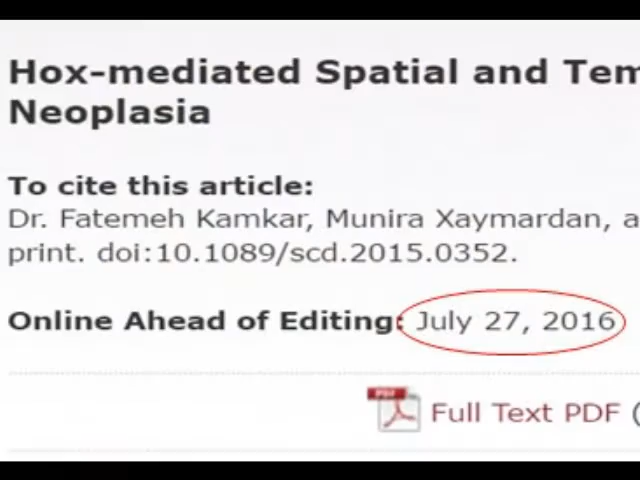 Hox-mediated Spatial and Tem
Neoplasia
To cite this article:
Dr. Fatemeh Kamkar, Munira Xaymardan, a
print. doi:10.1089/scd.2015.0352.
Online Ahead of Editing: July 27, 2016
PDF
Full Text PDF (